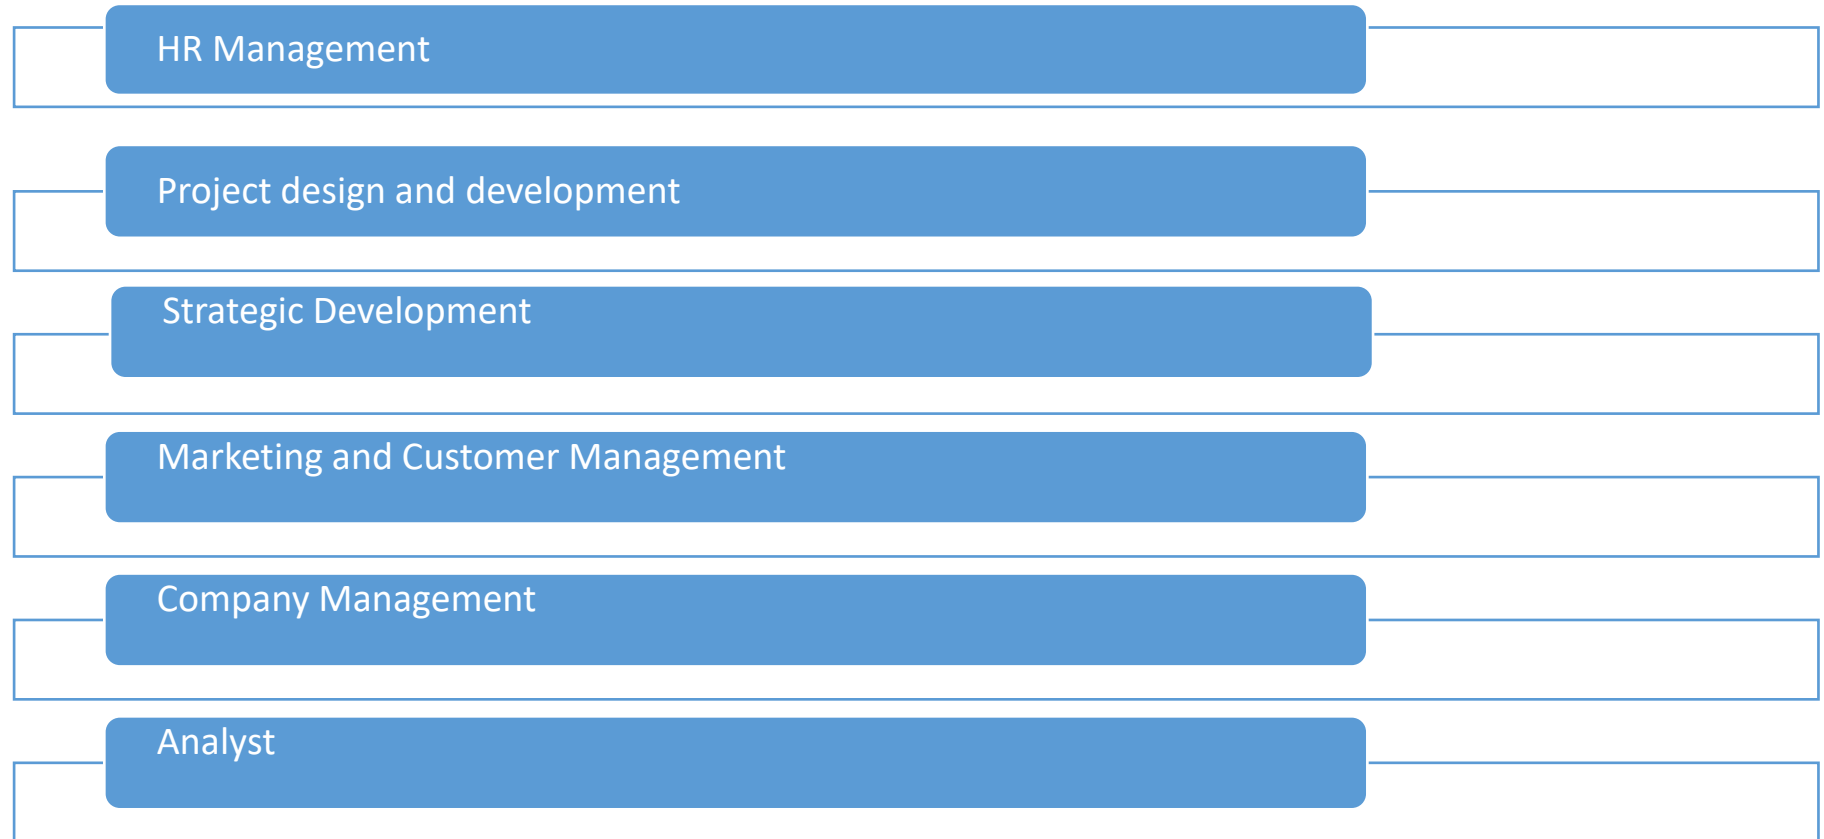 HR Management
Project design and development
Strategic Development
Marketing and Customer Management
Company Management
Analyst